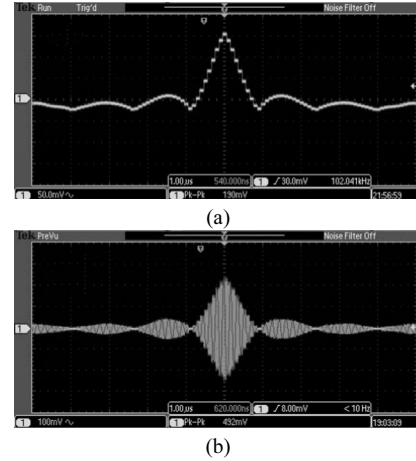 Tek Run Trig'd Noise Filter Off
1
1.00µs 540.000ns 1 ∫ 30.0mV 102.041kHz
1 50.0mV∿ 1 Pk-Pk 190mV 21:56:59
(a)
Tek PreVu Noise Filter Off
1
1.00µs 620.000ns 1 ∫ 8.00mV < 10 Hz
1 100mV∿ 1 Pk-Pk 492mV 19:03:09
(b)